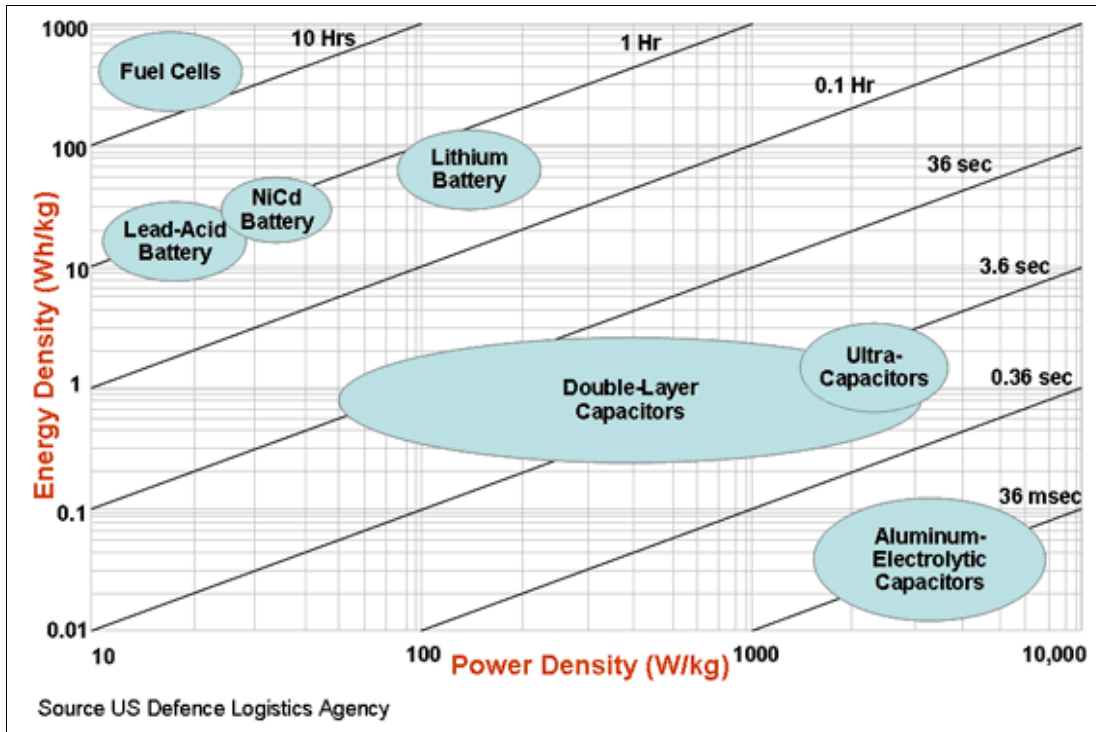 1000
10 Hrs
1 Hr
Fuel Cells
0.1 Hr
100
Lithium
Battery
36 sec
NiCd
Battery
Lead-Acid
Battery
10
3.6 sec
Energy Density (Wh/kg)
Ultra-
Capacitors
1
Double-Layer
Capacitors
0.36 sec
0.1
36 msec
Aluminum-
Electrolytic
Capacitors
0.01
10
100
Power Density (W/kg)
1000
10,000
Source US Defence Logistics Agency